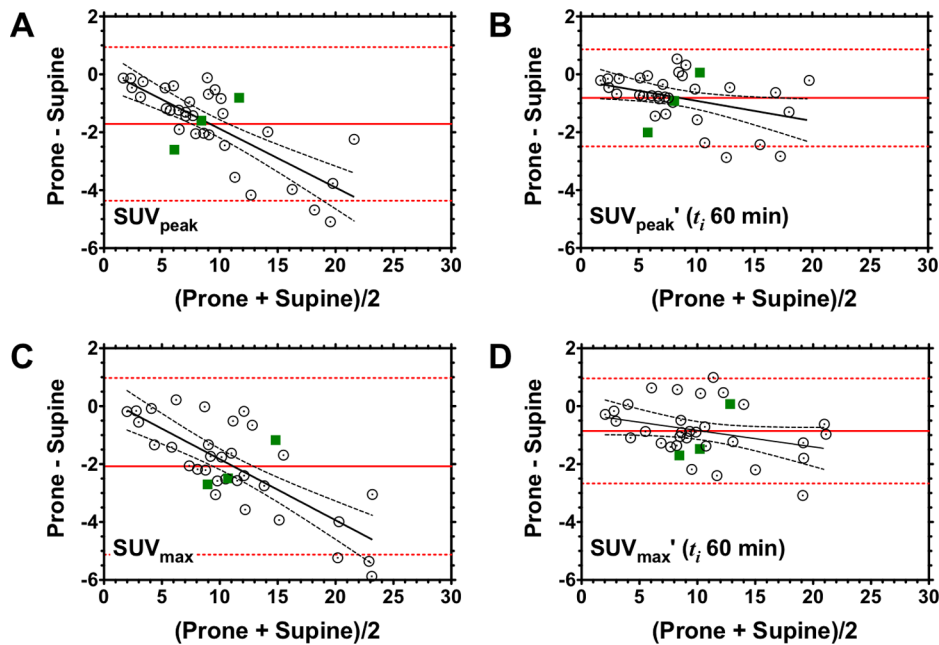 A
Prone - Supine
2
0
-2
-4
-6
SUVpeak
0 5 10 15 20 25 30
(Prone + Supine)/2
B
Prone - Supine
2
0
-2
-4
-6
SUVpeak' (ti 60 min)
0 5 10 15 20 25 30
(Prone + Supine)/2
C
Prone - Supine
2
0
-2
-4
-6
SUVmax
0 5 10 15 20 25 30
(Prone + Supine)/2
D
Prone - Supine
2
0
-2
-4
-6
SUVmax' (ti 60 min)
0 5 10 15 20 25 30
(Prone + Supine)/2